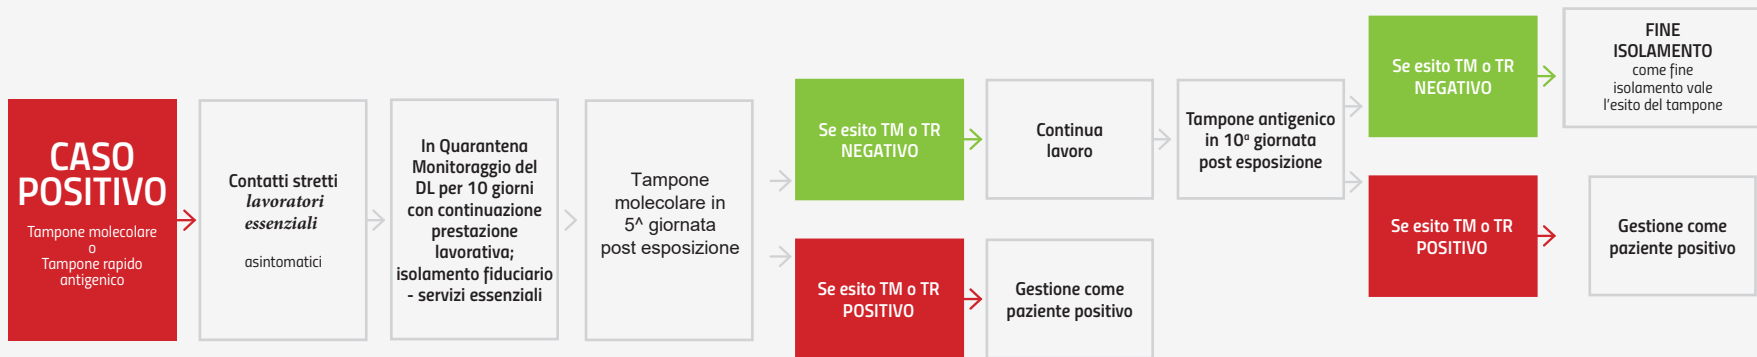 CASO
POSITIVO
Tampone molecolare
o
Tampone rapido
antigenico
Contatti stretti
lavoratori
essenziali
asintomatici
In Quarantena
Monitoraggio del
DL per 10 giorni
con continuazione
prestazione
lavorativa;
isolamento fiduciario
- servizi essenziali
Tampone
molecolare in
5^ giornata
post esposizione
Se esito TM o TR
NEGATIVO
Continua
lavoro
Tampone antigenico
in 10ª giornata
post esposizione
Se esito TM o TR
NEGATIVO
FINE
ISOLAMENTO
come fine
isolamento vale
l'esito del tampone
Se esito TM o TR
POSITIVO
Gestione come
paziente positivo
Se esito TM o TR
POSITIVO
Gestione come
paziente positivo